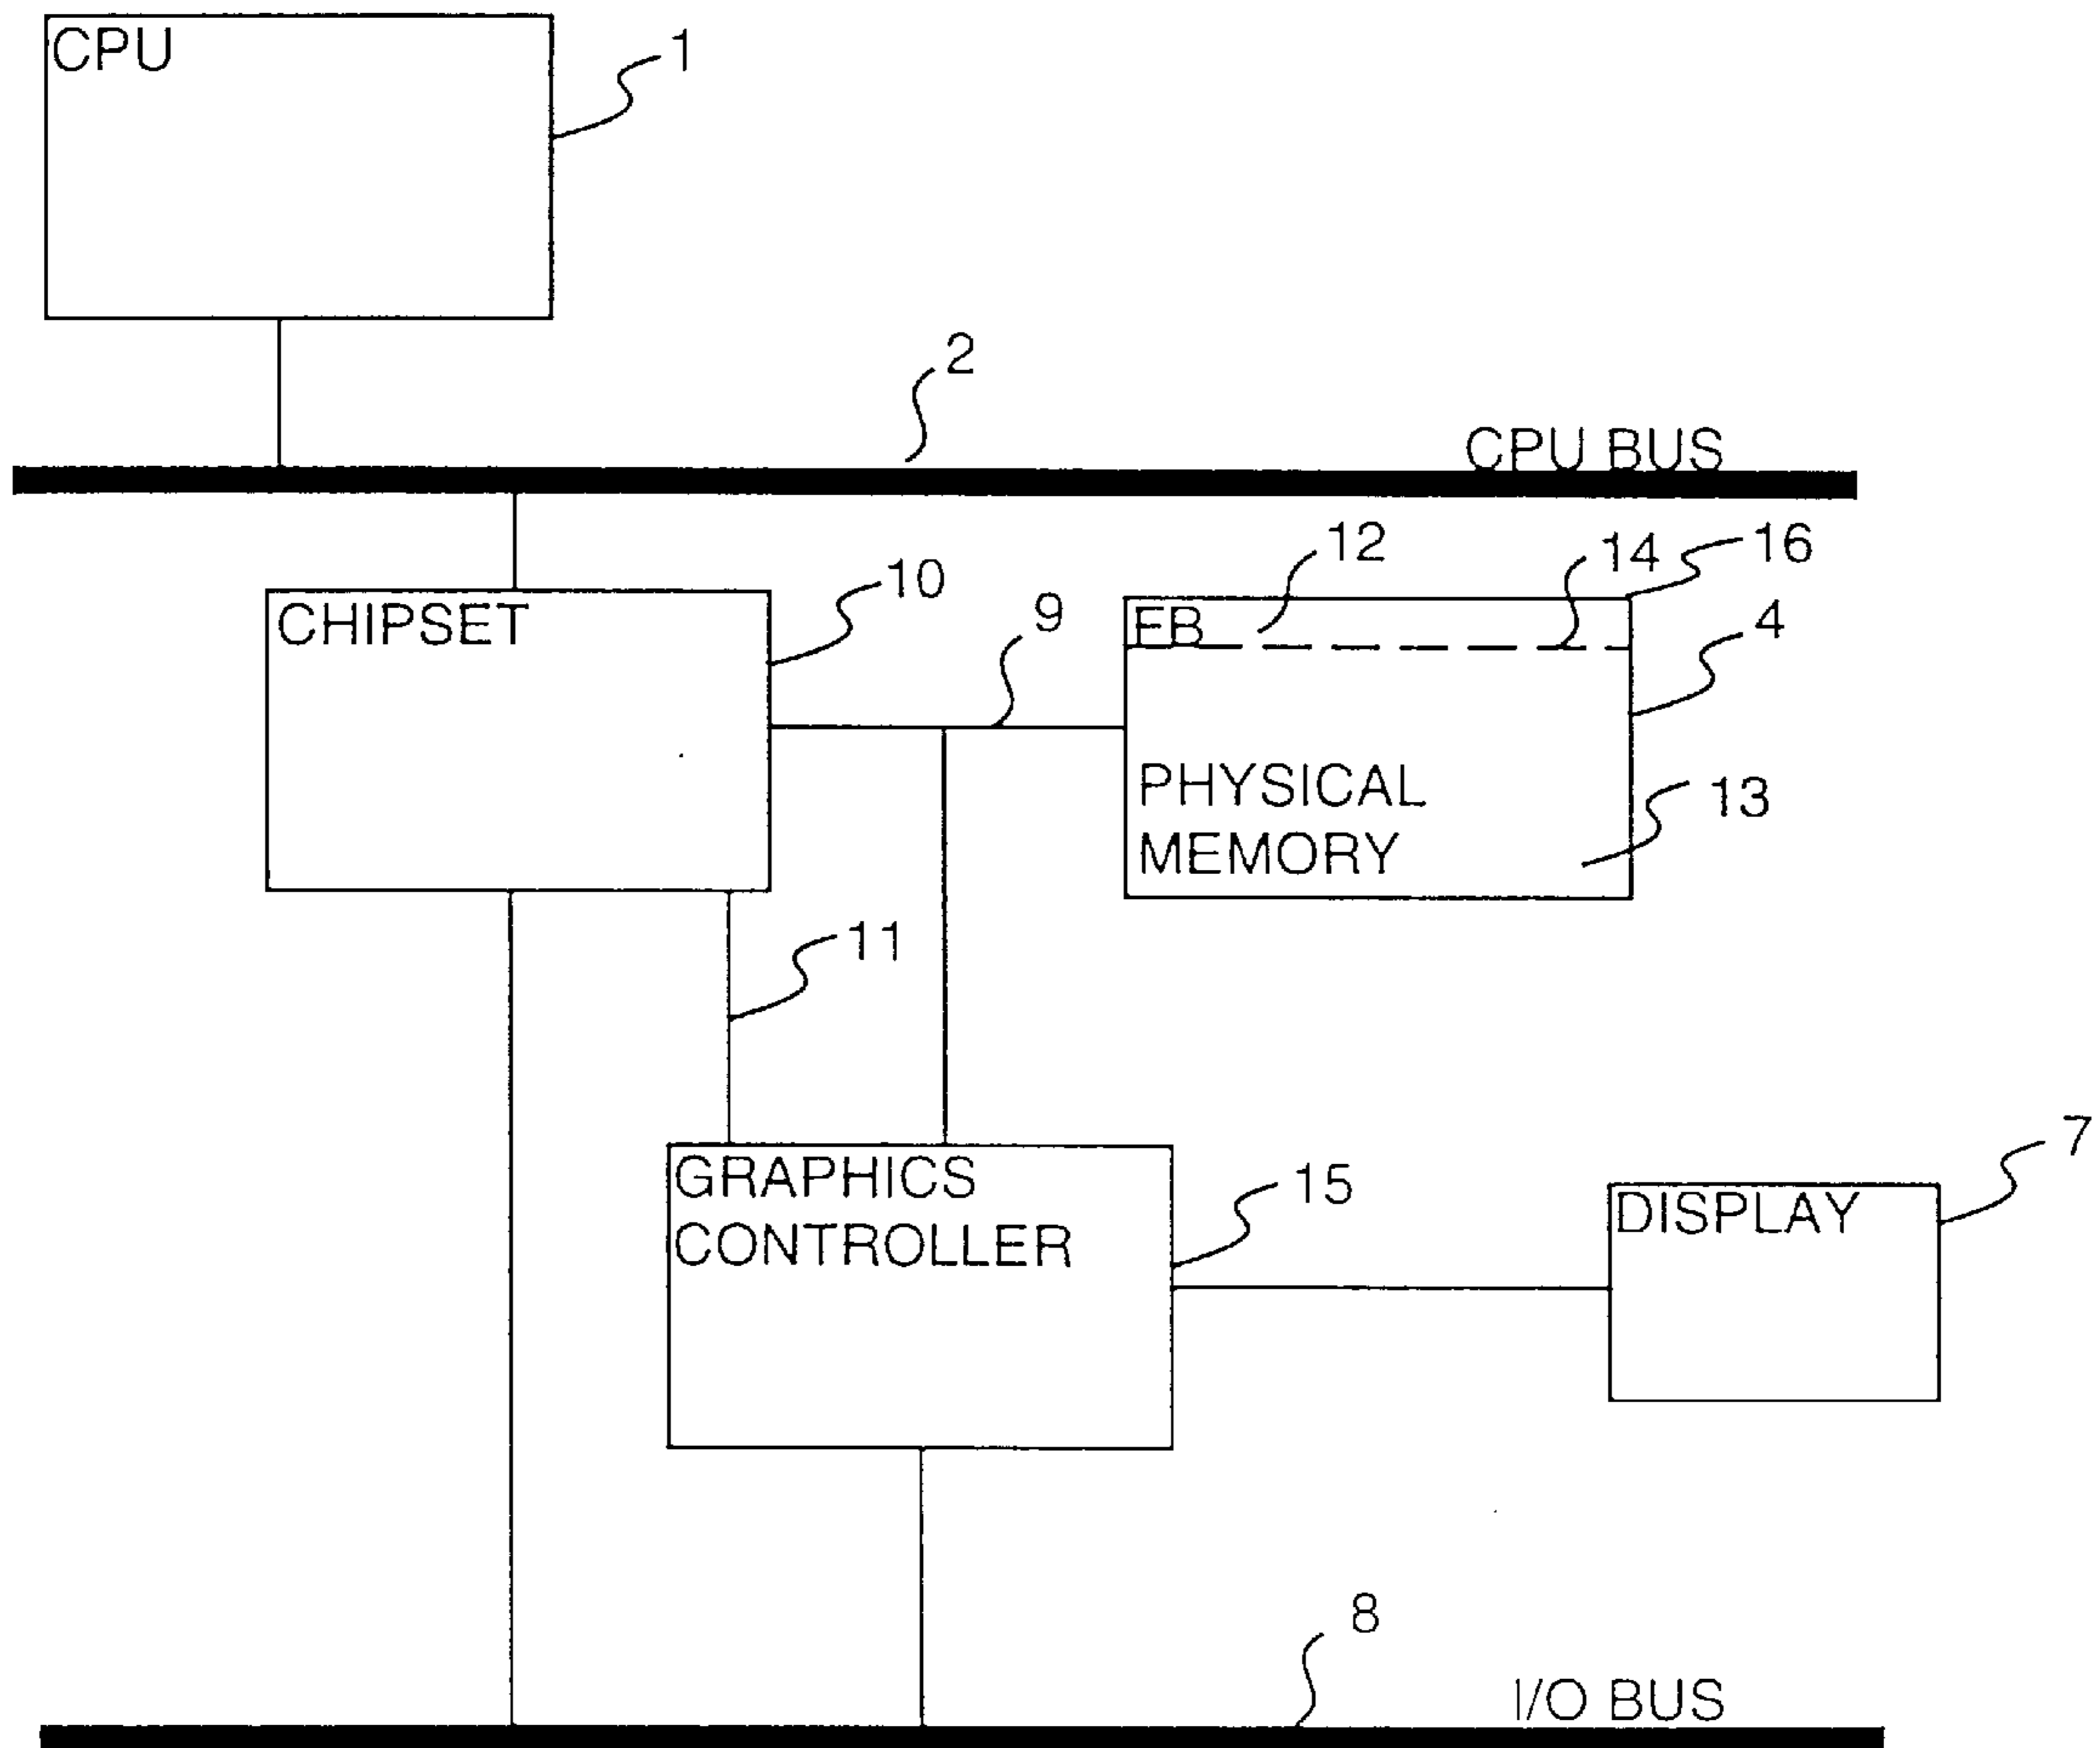 CPU
1
2
CPU BUS
12
14
16
10
CHIPSET
9
FB
4
PHYSICAL
MEMORY
13
11
7
GRAPHICS
CONTROLLER
15
DISPLAY
8
I/O BUS